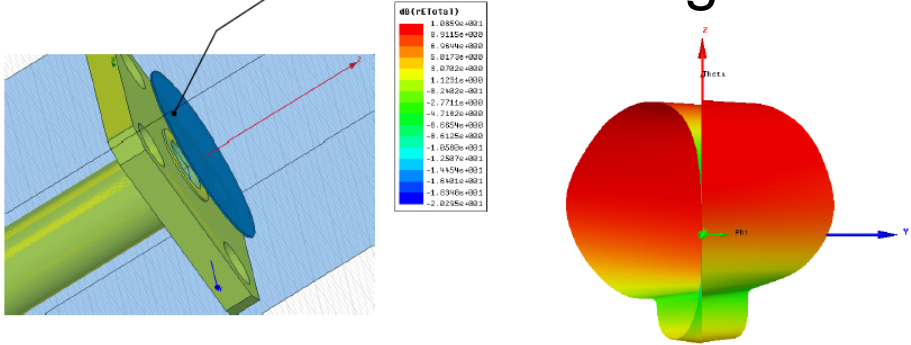 g
dB(rETotal)
1.0859e+001
8.9115e+000
6.9644e+000
5.0173e+000
3.0702e+000
1.1231e+000
-8.2402e-001
-2.7711e+000
-4.7182e+000
-6.6654e+000
-8.6125e+000
-1.0560e+001
-1.2507e+001
-1.4454e+001
-1.6401e+001
-1.8348e+001
-2.0295e+001
Z
Theta
Phi
Y
Z